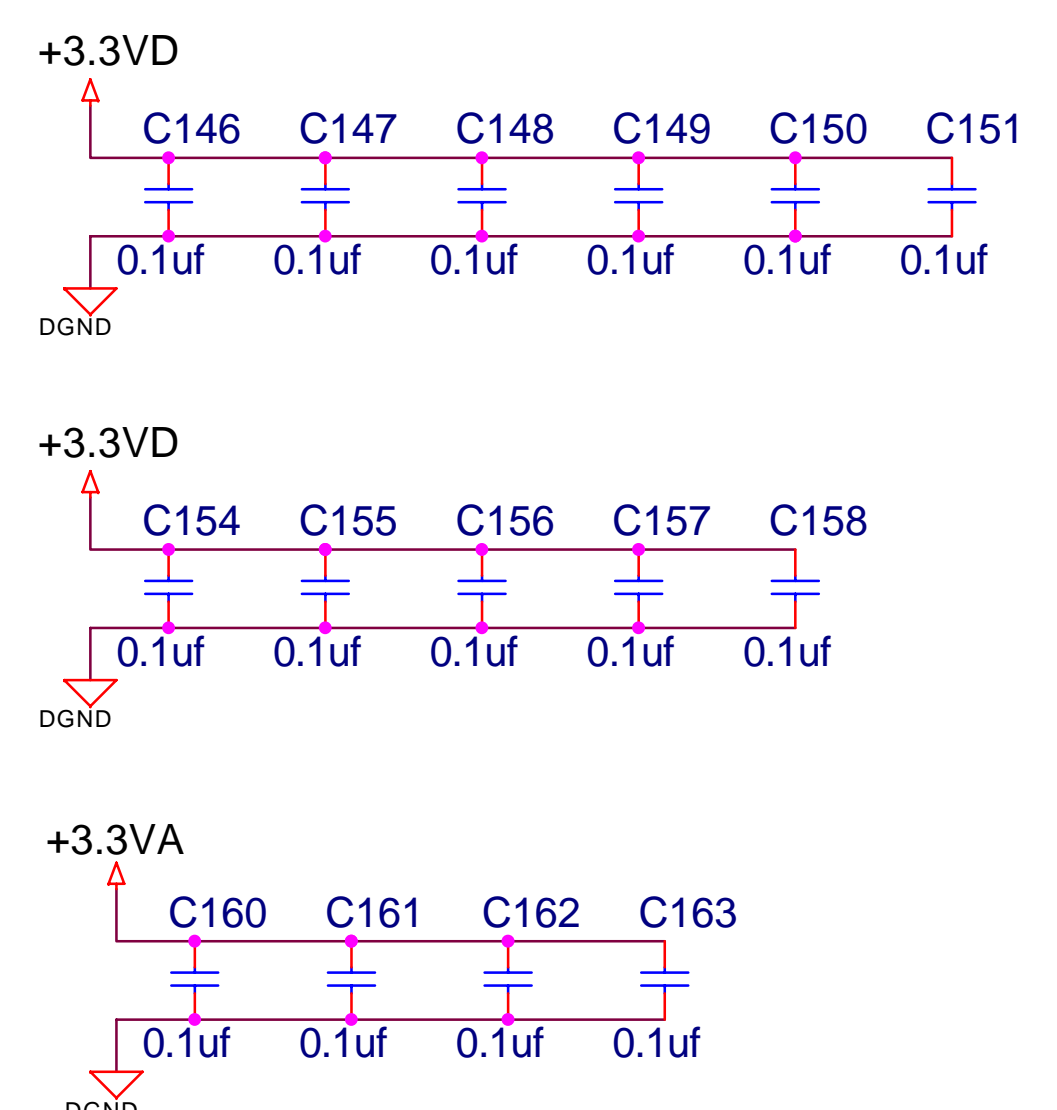 +3.3VD
C146 C147 C148 C149 C150 C151
0.1uf 0.1uf 0.1uf 0.1uf 0.1uf 0.1uf
DGND
+3.3VD
C154 C155 C156 C157 C158
0.1uf 0.1uf 0.1uf 0.1uf 0.1uf
DGND
+3.3VA
C160 C161 C162 C163
0.1uf 0.1uf 0.1uf 0.1uf
DGND